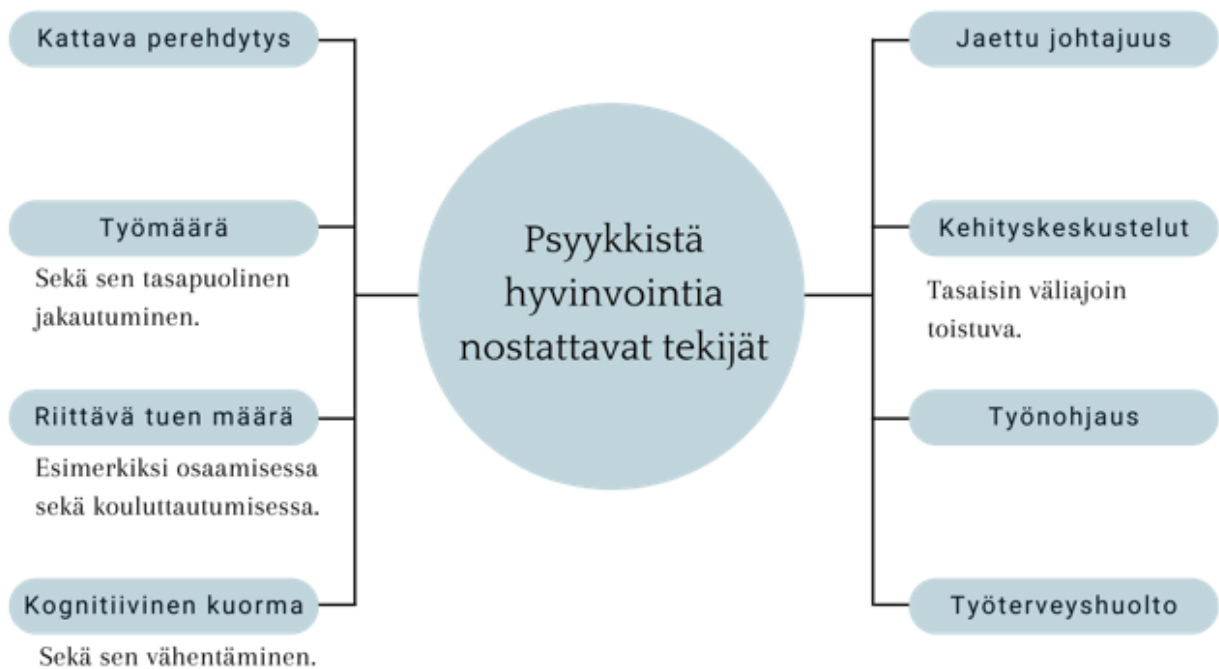 Kattava perehdytys
Työmäärä
Sekä sen tasapuolinen
jakautuminen.
Riittävä tuen määrä
Esimerkiksi osaamisessa
sekä kouluttautumisessa.
Kognitiivinen kuorma
Sekä sen vähentäminen.
Psyykkistä
hyvinvointia
nostattavat tekijät
Jaettu johtajuus
Kehityskeskustelut
Tasaisin väliajoin
toistuva.
Työnohjaus
Työterveyshuolto